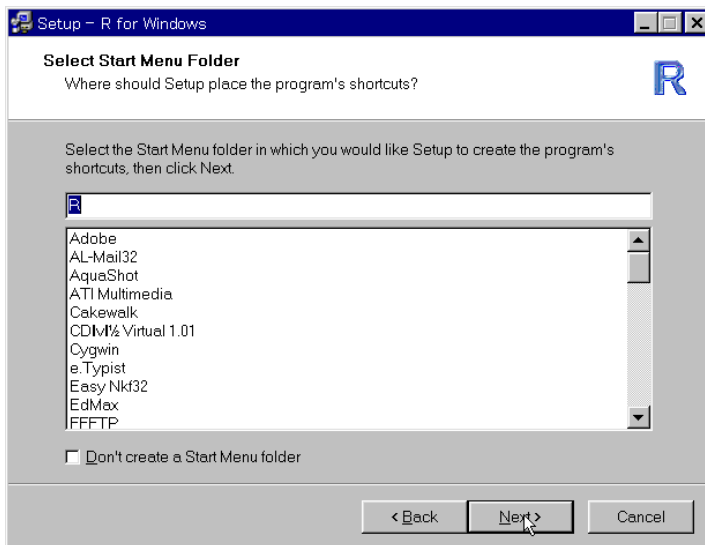 Setup - R for Windows
Select Start Menu Folder
Where should Setup place the program's shortcuts?
R
Select the Start Menu folder in which you would like Setup to create the program's
shortcuts, then click Next.
R
Adobe
AL-Mail32
AquaShot
ATI Multimedia
Cakewalk
CDIvI½ Virtual 1.01
Cygwin
e.Typist
Easy Nkf32
EdMax
FFFTP
Don't create a Start Menu folder
< Back
Next >
Cancel